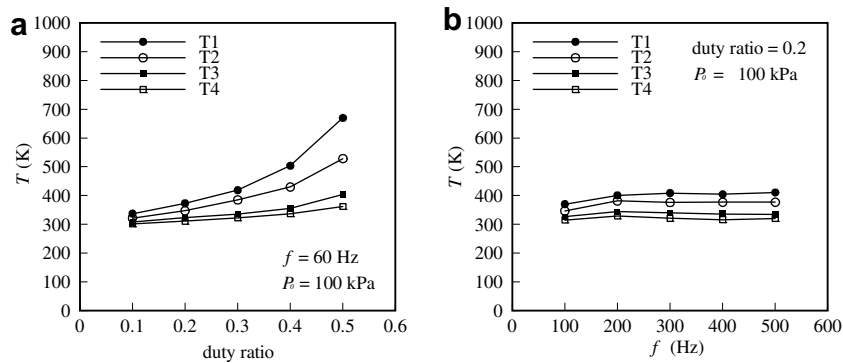 a
1000
900
800
700
600
500
400
300
200
100
0
T (K)
T1
T2
T3
T4
f = 60 Hz
P₀ = 100 kPa
0 0.1 0.2 0.3 0.4 0.5 0.6
duty ratio
b
1000
900
800
700
600
500
400
300
200
100
0
T (K)
T1
T2
T3
T4
duty ratio = 0.2
P₀ = 100 kPa
0 100 200 300 400 500 600
f (Hz)